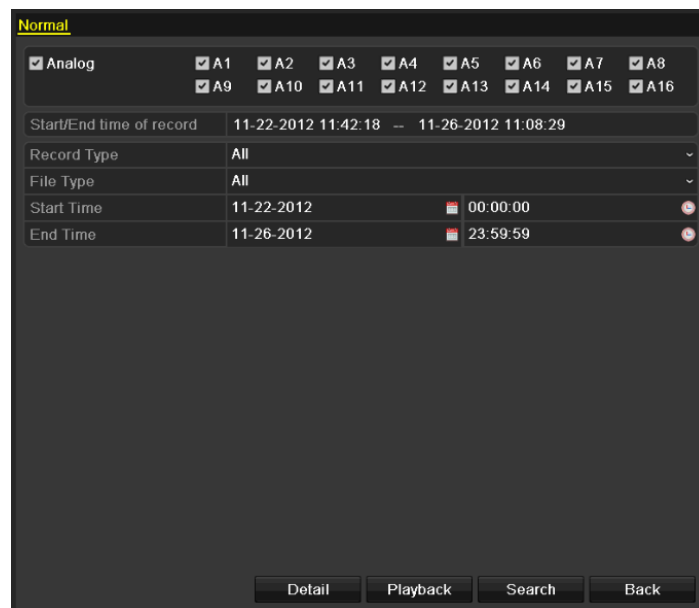 Normal
Analog A1 A2 A3 A4 A5 A6 A7 A8
A9 A10 A11 A12 A13 A14 A15 A16
Start/End time of record 11-22-2012 11:42:18 -- 11-26-2012 11:08:29
Record Type All
File Type All
Start Time 11-22-2012 00:00:00
End Time 11-26-2012 23:59:59
Detail Playback Search Back